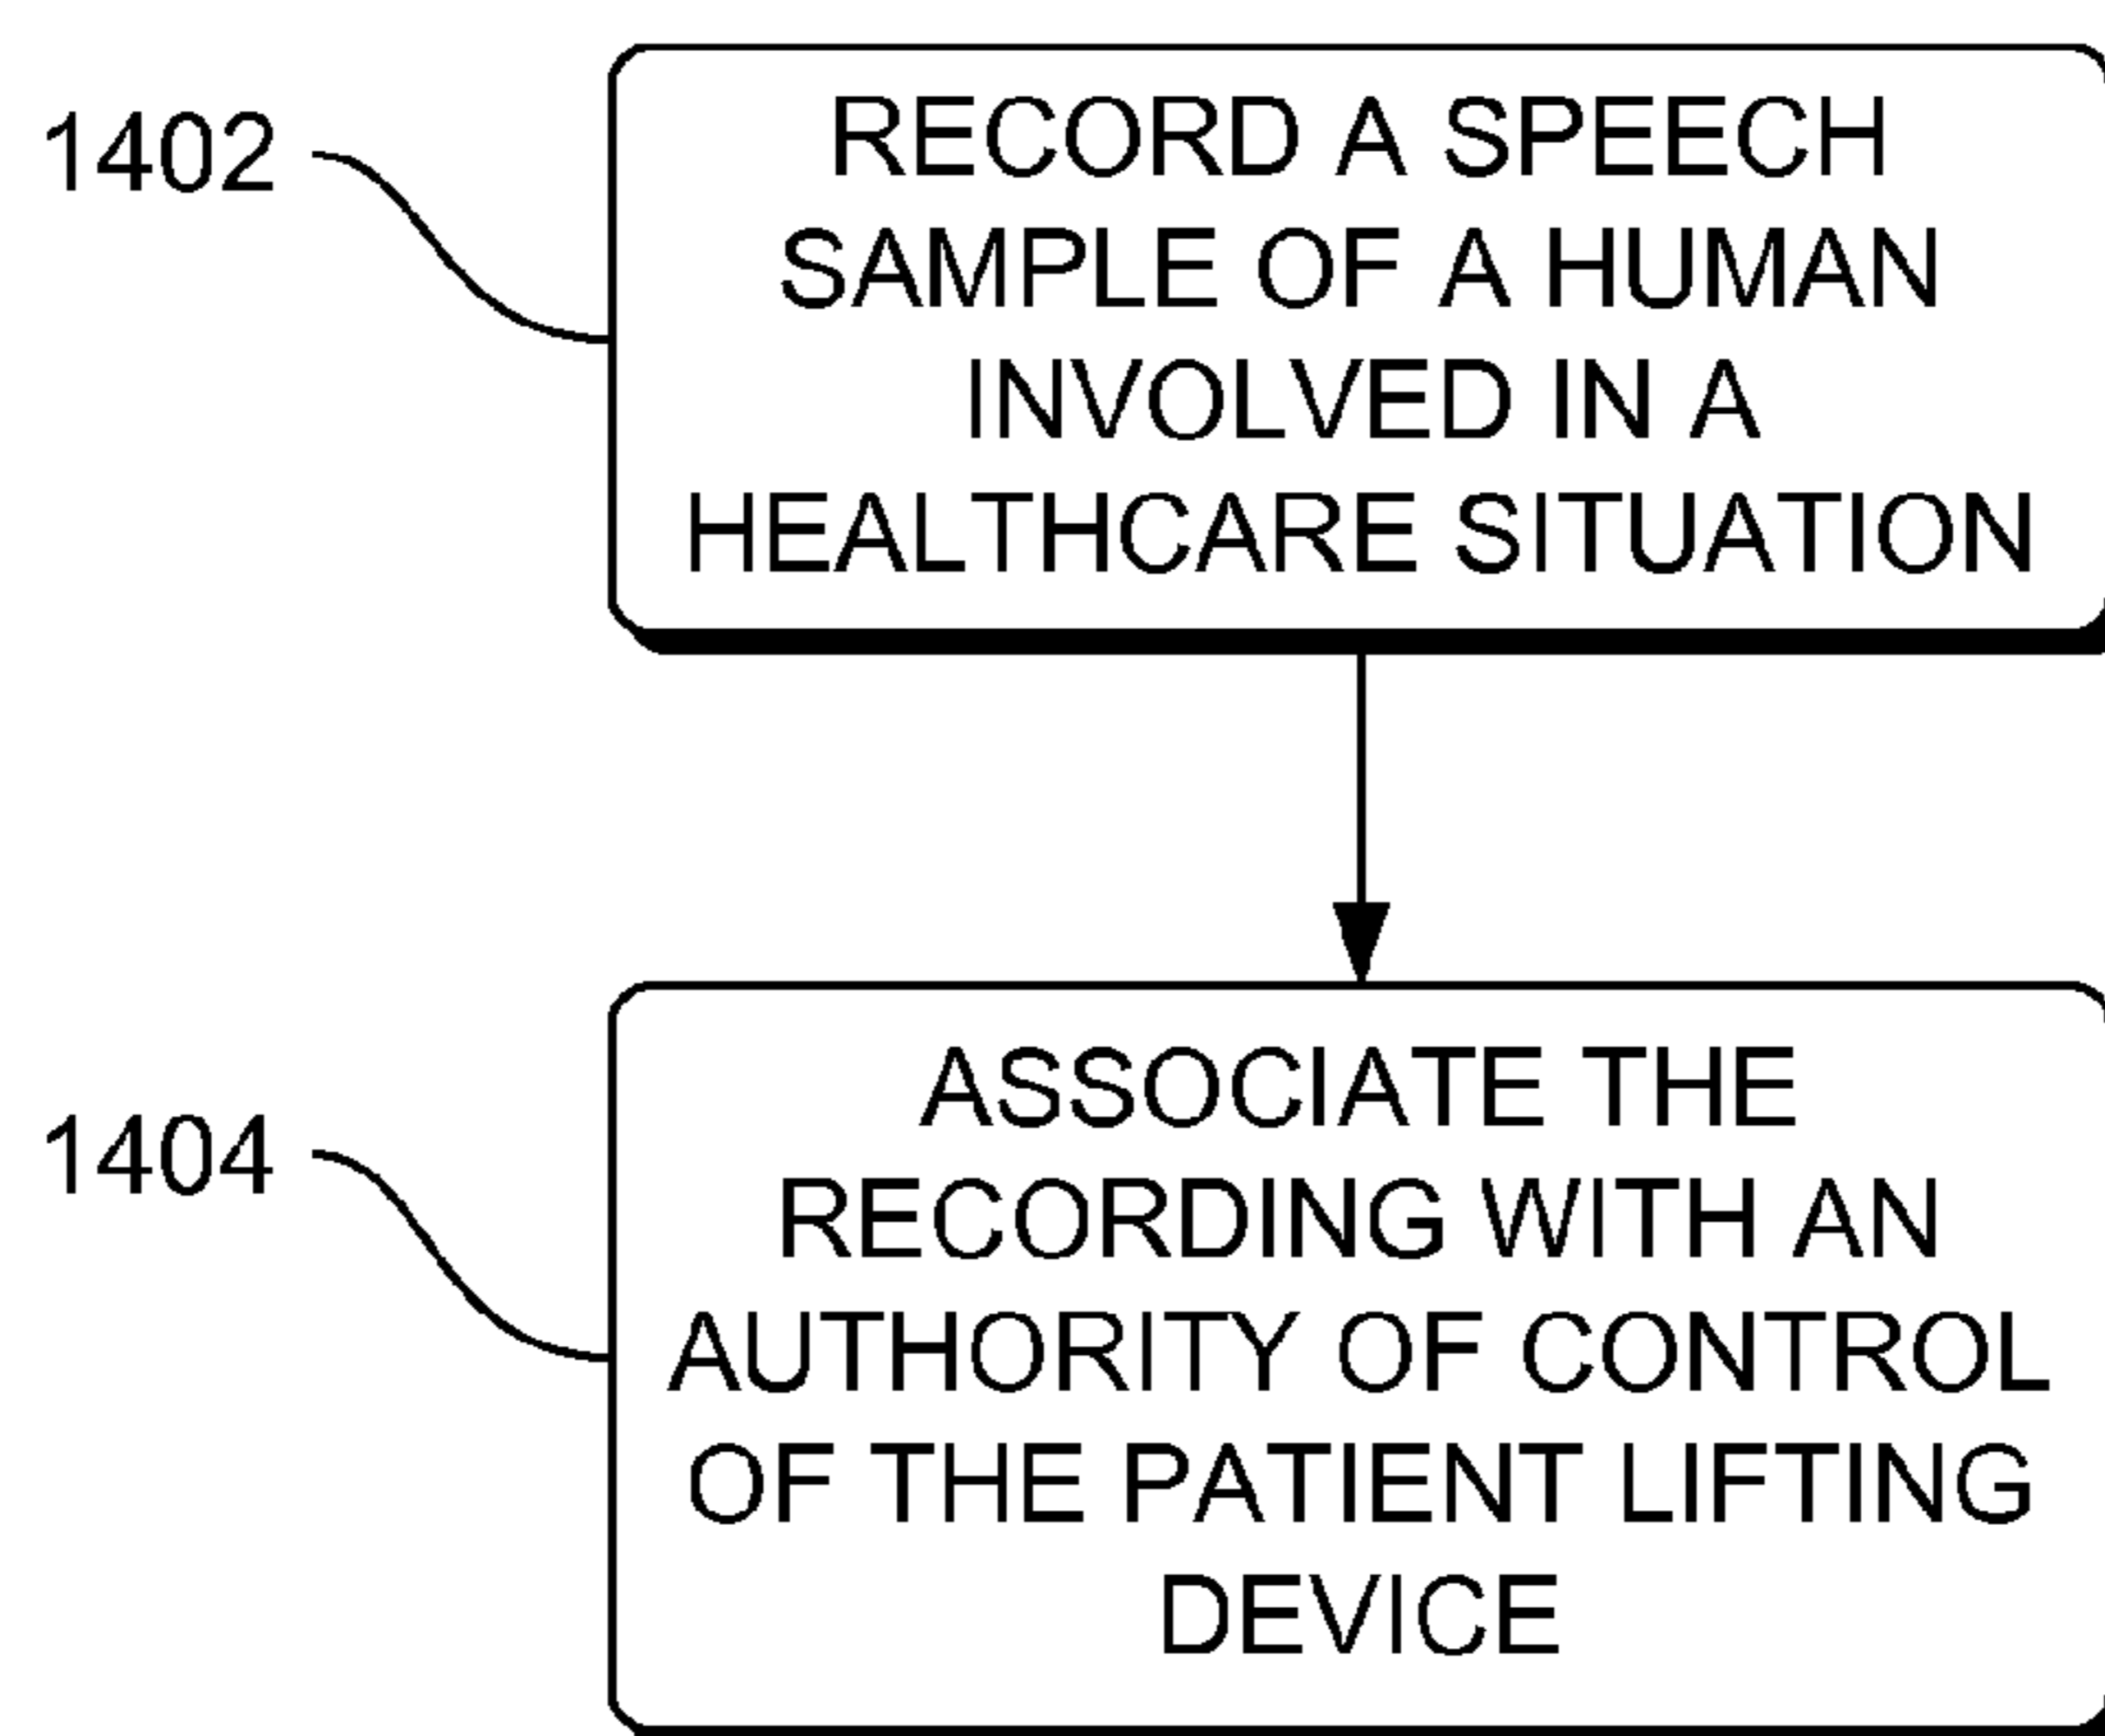 1402
RECORD A SPEECH
SAMPLE OF A HUMAN
INVOLVED IN A
HEALTHCARE SITUATION
1404
ASSOCIATE THE
RECORDING WITH AN
AUTHORITY OF CONTROL
OF THE PATIENT LIFTING
DEVICE